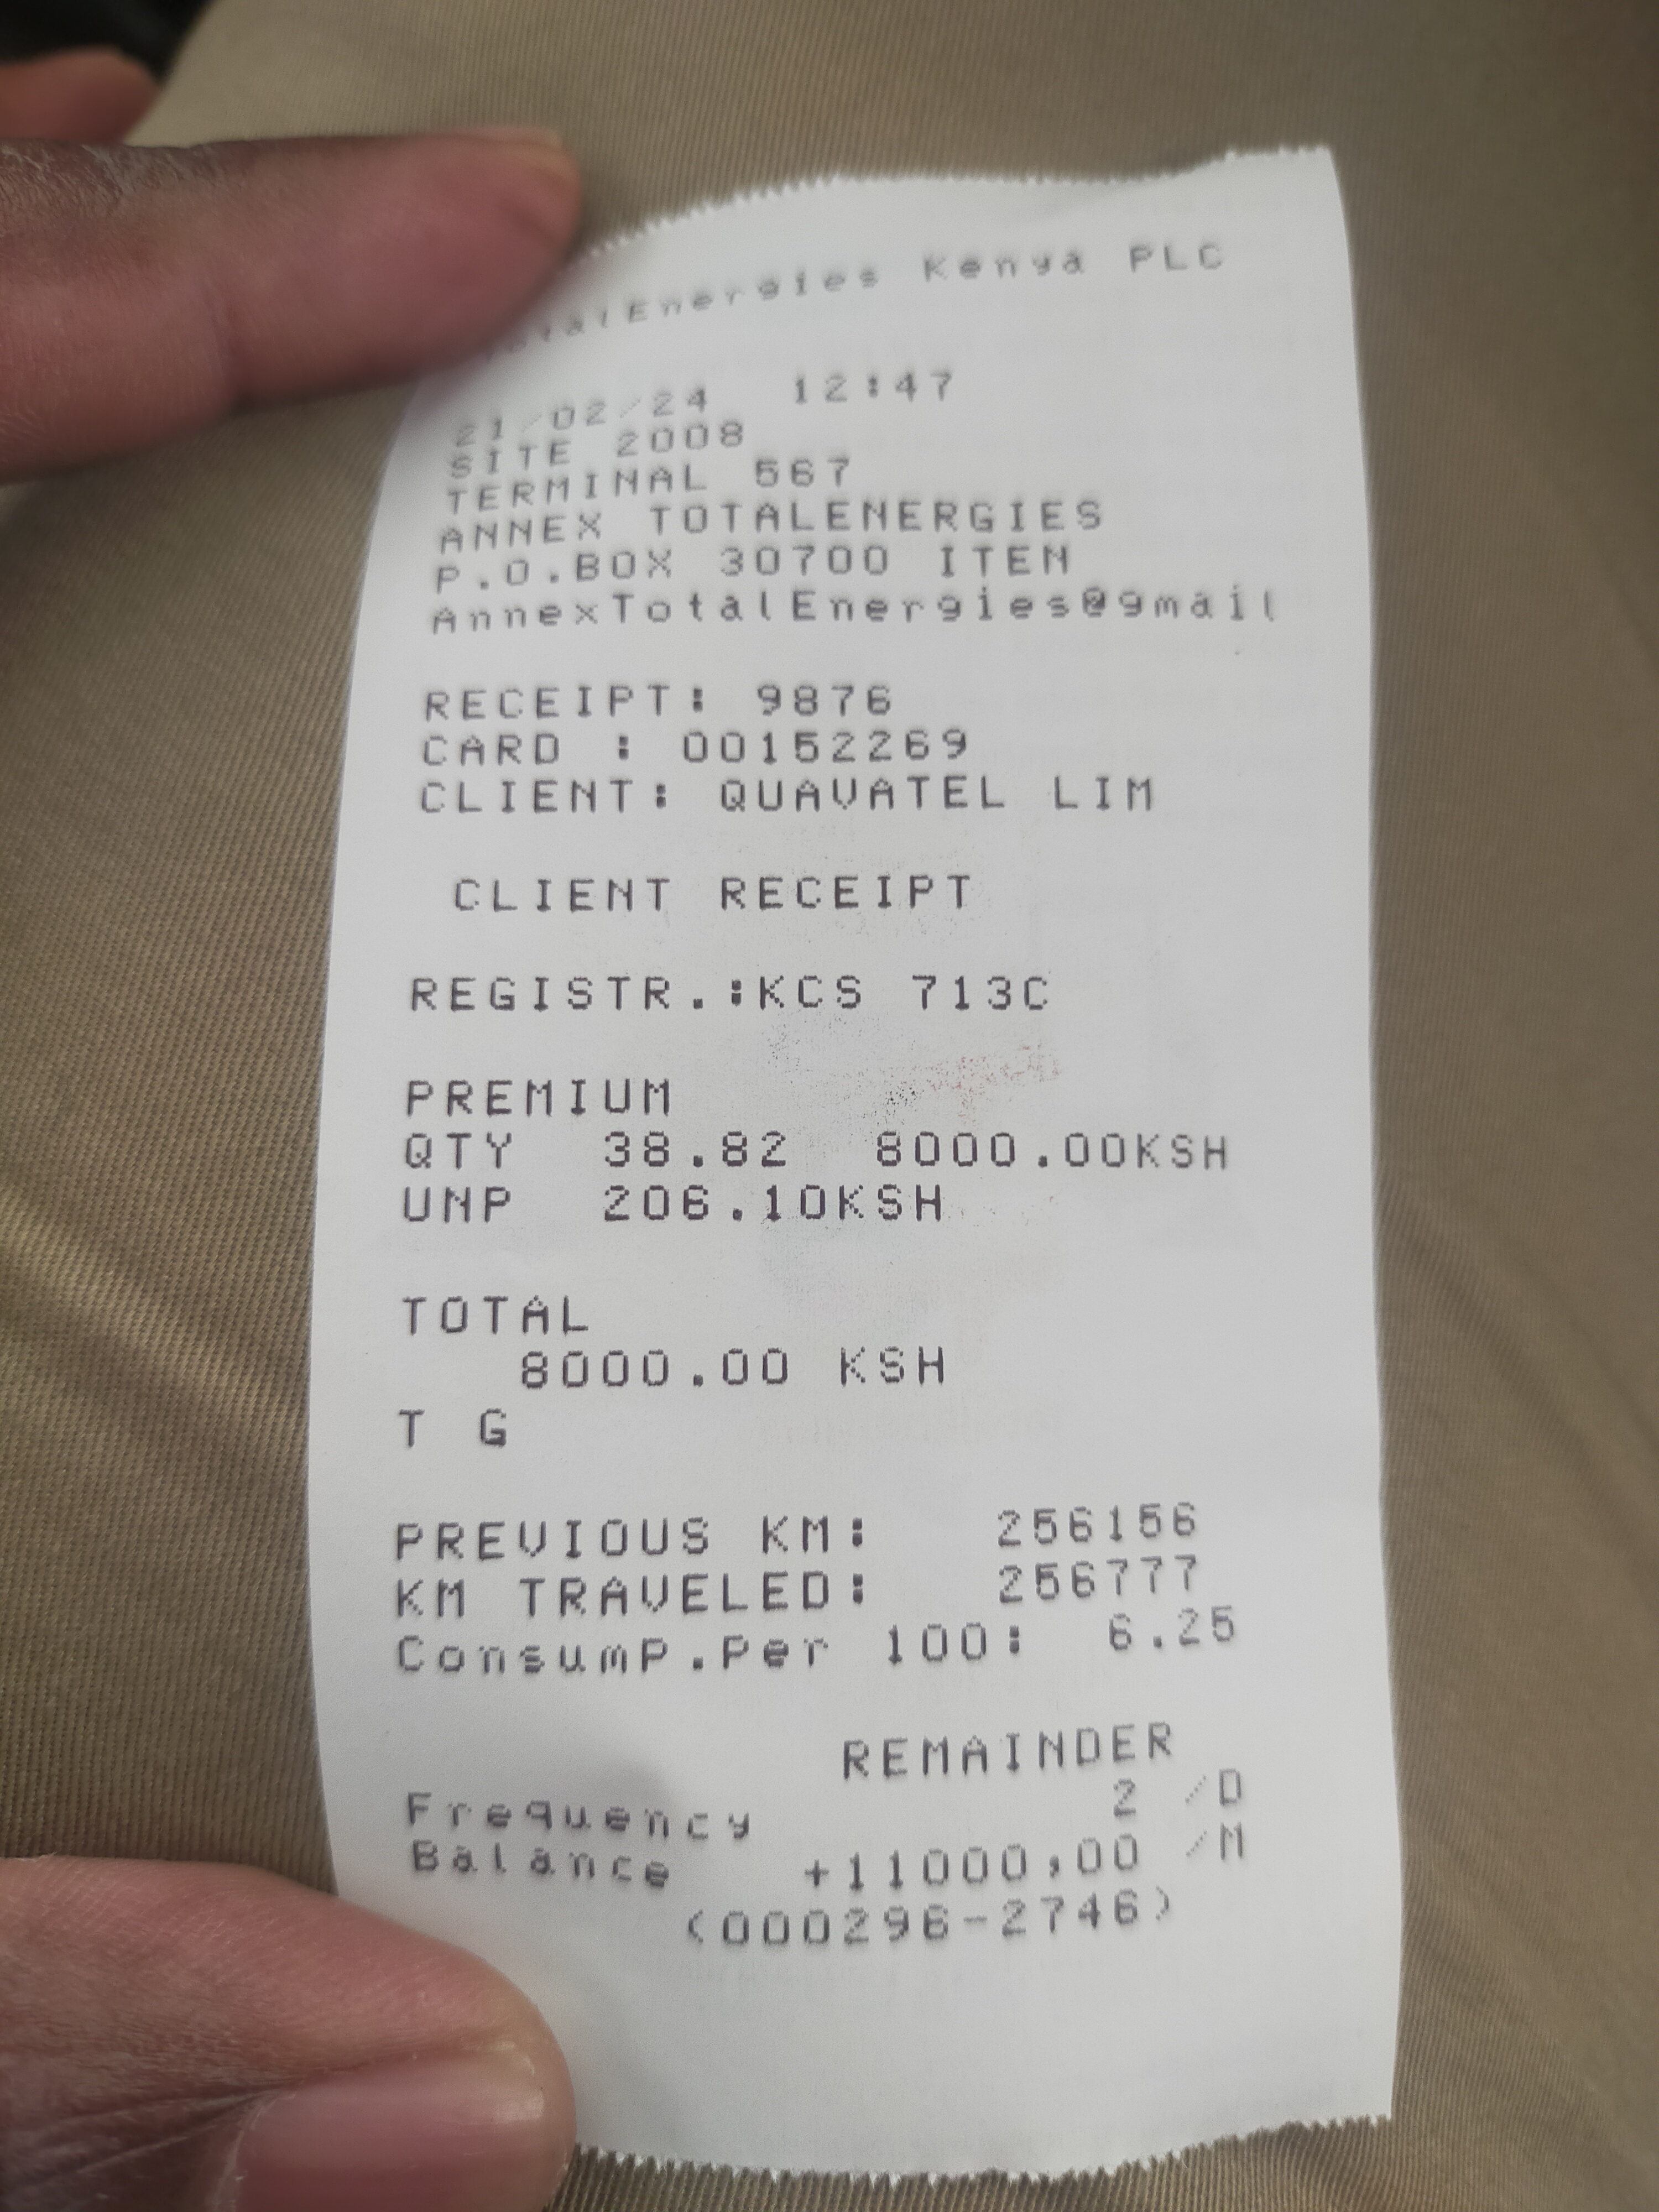 TotalEnergies Kenya PLC
21/02/24 12:47
SITE 2008
TERMINAL 567
ANNEX TOTALENERGIES
P.O.BOX 30700 ITEN
AnnexTotalEnergies@gmail
RECEIPT: 9876
CARD : 00152269
CLIENT: QUAVATEL LIM
CLIENT RECEIPT
REGISTR.:KCS 713C
PREMIUM
QTY 38.82 8000.00KSH
UNP 206.10KSH
TOTAL
8000.00 KSH
T G
PREVIOUS KM: 256156
KM TRAVELED: 256777
Consump.Per 100: 6.25
REMAINDER
Frequency 2 /D
Balance +11000,00 /M
(000296-2746)